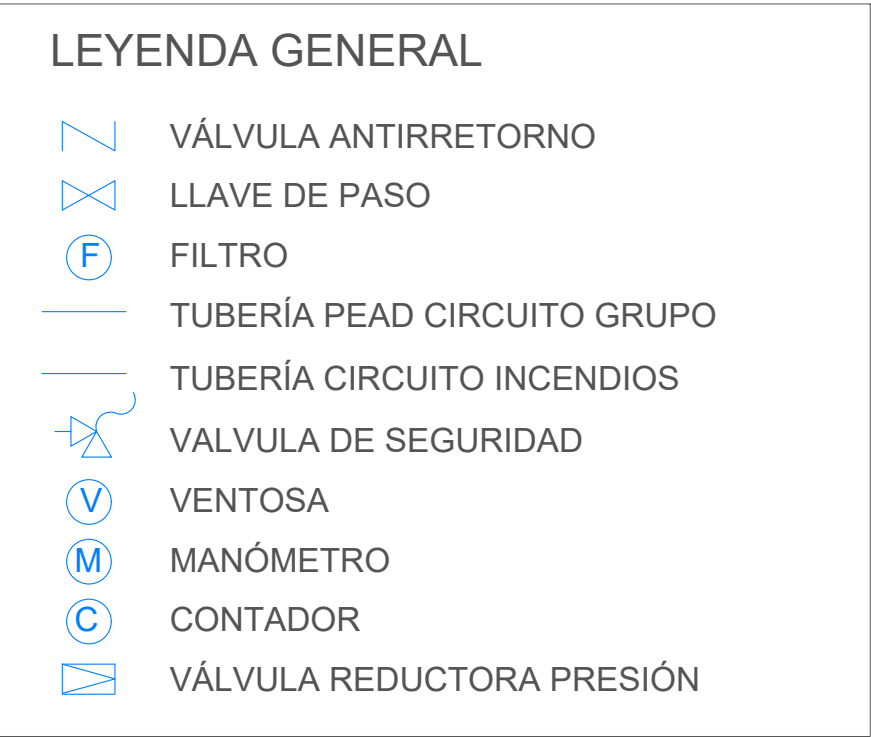 LEYENDA GENERAL
VÁLVULA ANTIRRETORNO
LLAVE DE PASO
F FILTRO
TUBERÍA PEAD CIRCUITO GRUPO
TUBERÍA CIRCUITO INCENDIOS
VALVULA DE SEGURIDAD
V VENTOSA
M MANÓMETRO
C CONTADOR
VÁLVULA REDUCTORA PRESIÓN